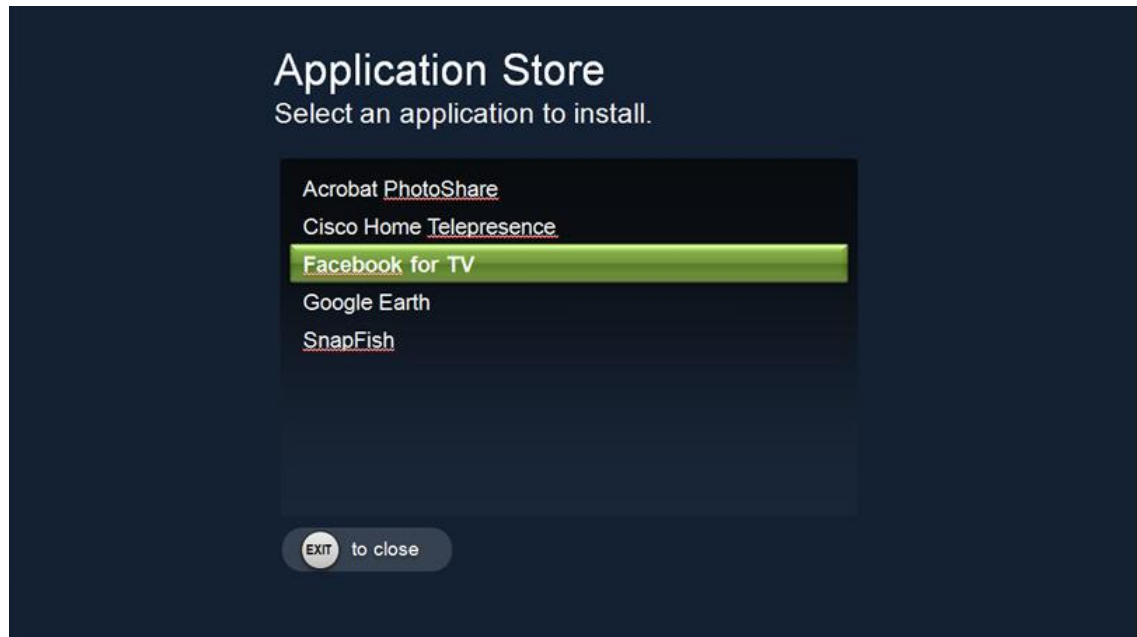 Application Store
Select an application to install.
Acrobat PhotoShare
Cisco Home Telepresence
Facebook for TV
Google Earth
SnapFish
EXIT to close